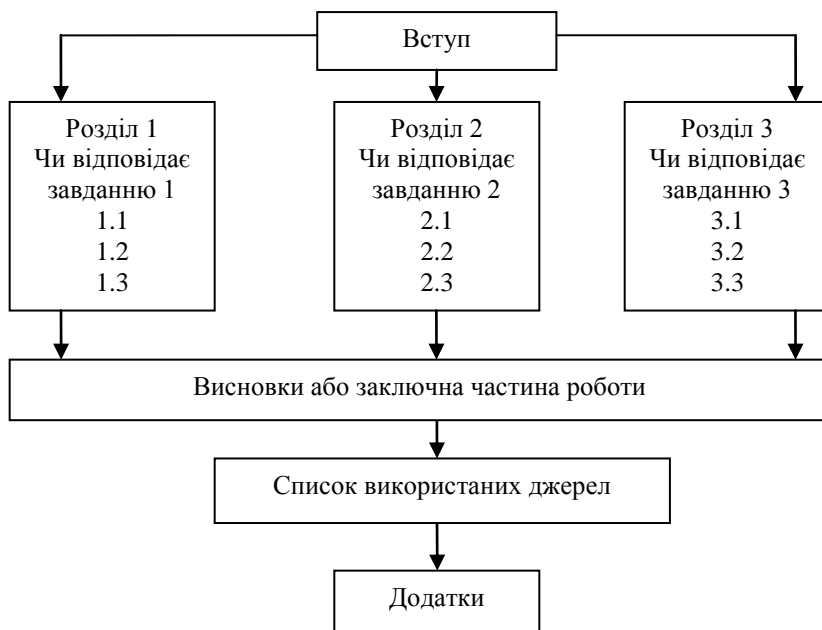 Вступ
Розділ 1
Чи відповідає
завданню 1
1.1
1.2
1.3
Розділ 2
Чи відповідає
завданню 2
2.1
2.2
2.3
Розділ 3
Чи відповідає
завданню 3
3.1
3.2
3.3
Висновки або заключна частина роботи
Список використаних джерел
Додатки